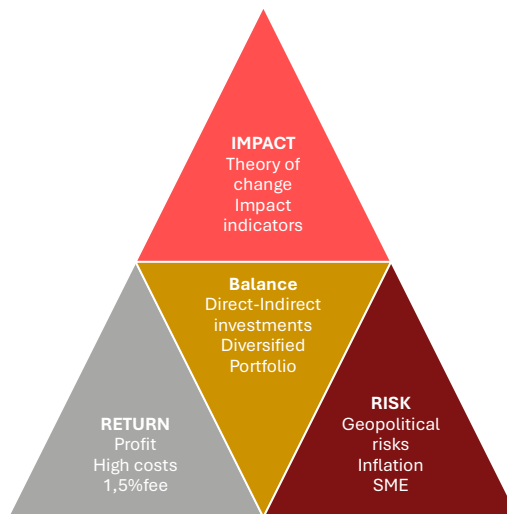 IMPACT
Theory of
change
Impact
indicators
Balance
Direct-Indirect
investments
Diversified
Portfolio
RETURN
Profit
High costs
1,5%fee
RISK
Geopolitical
risks
Inflation
SME